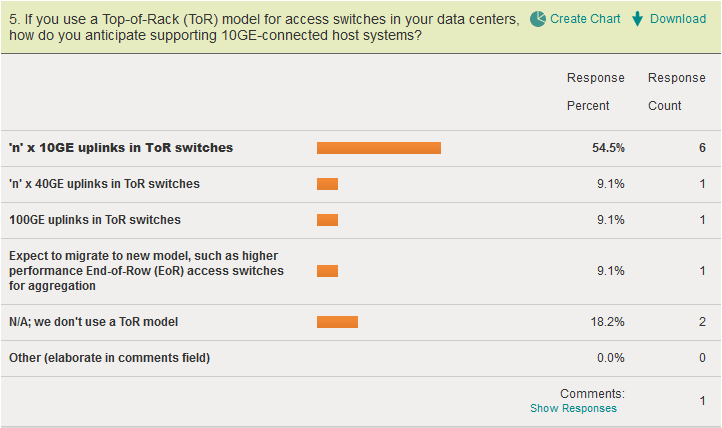 5. If you use a Top-of-Rack (ToR) model for access switches in your data centers, Create Chart Download
how do you anticipate supporting 10GE-connected host systems?
Response Response
Percent Count
'n' x 10GE uplinks in ToR switches 54.5% 6
'n' x 40GE uplinks in ToR switches 9.1% 1
100GE uplinks in ToR switches 9.1% 1
Expect to migrate to new model, such as higher
performance End-of-Row (EoR) access switches 9.1% 1
for aggregation
N/A; we don't use a ToR model 18.2% 2
Other (elaborate in comments field) 0.0% 0
Comments: 1
Show Responses